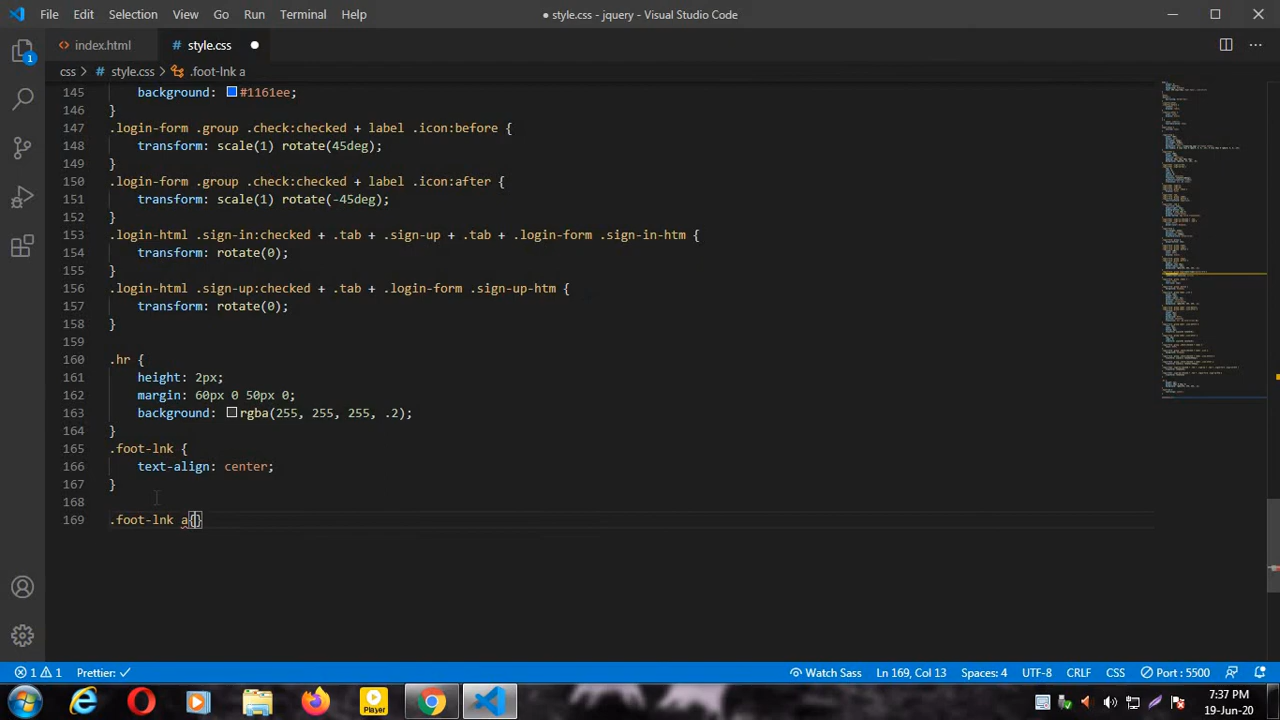 File Edit Selection View Go Run Terminal Help
● style.css - jquery - Visual Studio Code
1
<> index.html
# style.css ●
css > # style.css > .foot-lnk a
145 background: #1161ee;
146 }
147 .login-form .group .check:checked + label .icon:before {
148 transform: scale(1) rotate(45deg);
149 }
150 .login-form .group .check:checked + label .icon:after {
151 transform: scale(1) rotate(-45deg);
152 }
153 .login-html .sign-in:checked + .tab + .sign-up + .tab + .login-form .sign-in-htm {
154 transform: rotate(0);
155 }
156 .login-html .sign-up:checked + .tab + .login-form .sign-up-htm {
157 transform: rotate(0);
158 }
159
160 .hr {
161 height: 2px;
162 margin: 60px 0 50px 0;
163 background: rgba(255, 255, 255, .2);
164 }
165 .foot-lnk {
166 text-align: center;
167 }
168
169 .foot-lnk a{}
1 1 Prettier: ✓ Watch Sass Ln 169, Col 13 Spaces: 4 UTF-8 CRLF CSS Port : 5500
Player
7:37 PM
19-Jun-20